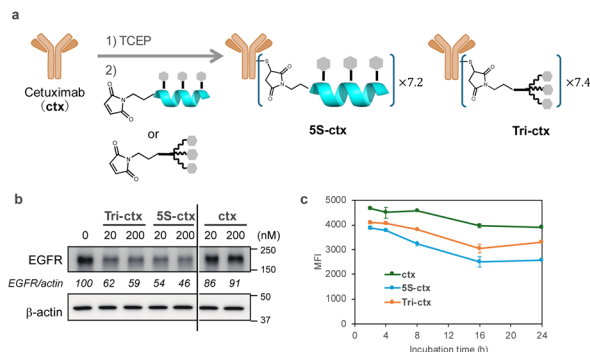 a
1) TCEP
2)
Cetuximab
(ctx)
or
S
O
N
O
×7.2
5S-ctx
S
O
N
O
×7.4
Tri-ctx
O
N
O
O
N
O
b
Tri-ctx 5S-ctx ctx
0 20 200 20 200 20 200 (nM)
EGFR
250
150
EGFR/actin 100 62 59 54 46 86 91
β-actin
50
37
c
5000
4000
3000
2000
1000
0
MFI
ctx
5S-ctx
Tri-ctx
0 4 8 12 16 20 24
Incubation time (h)